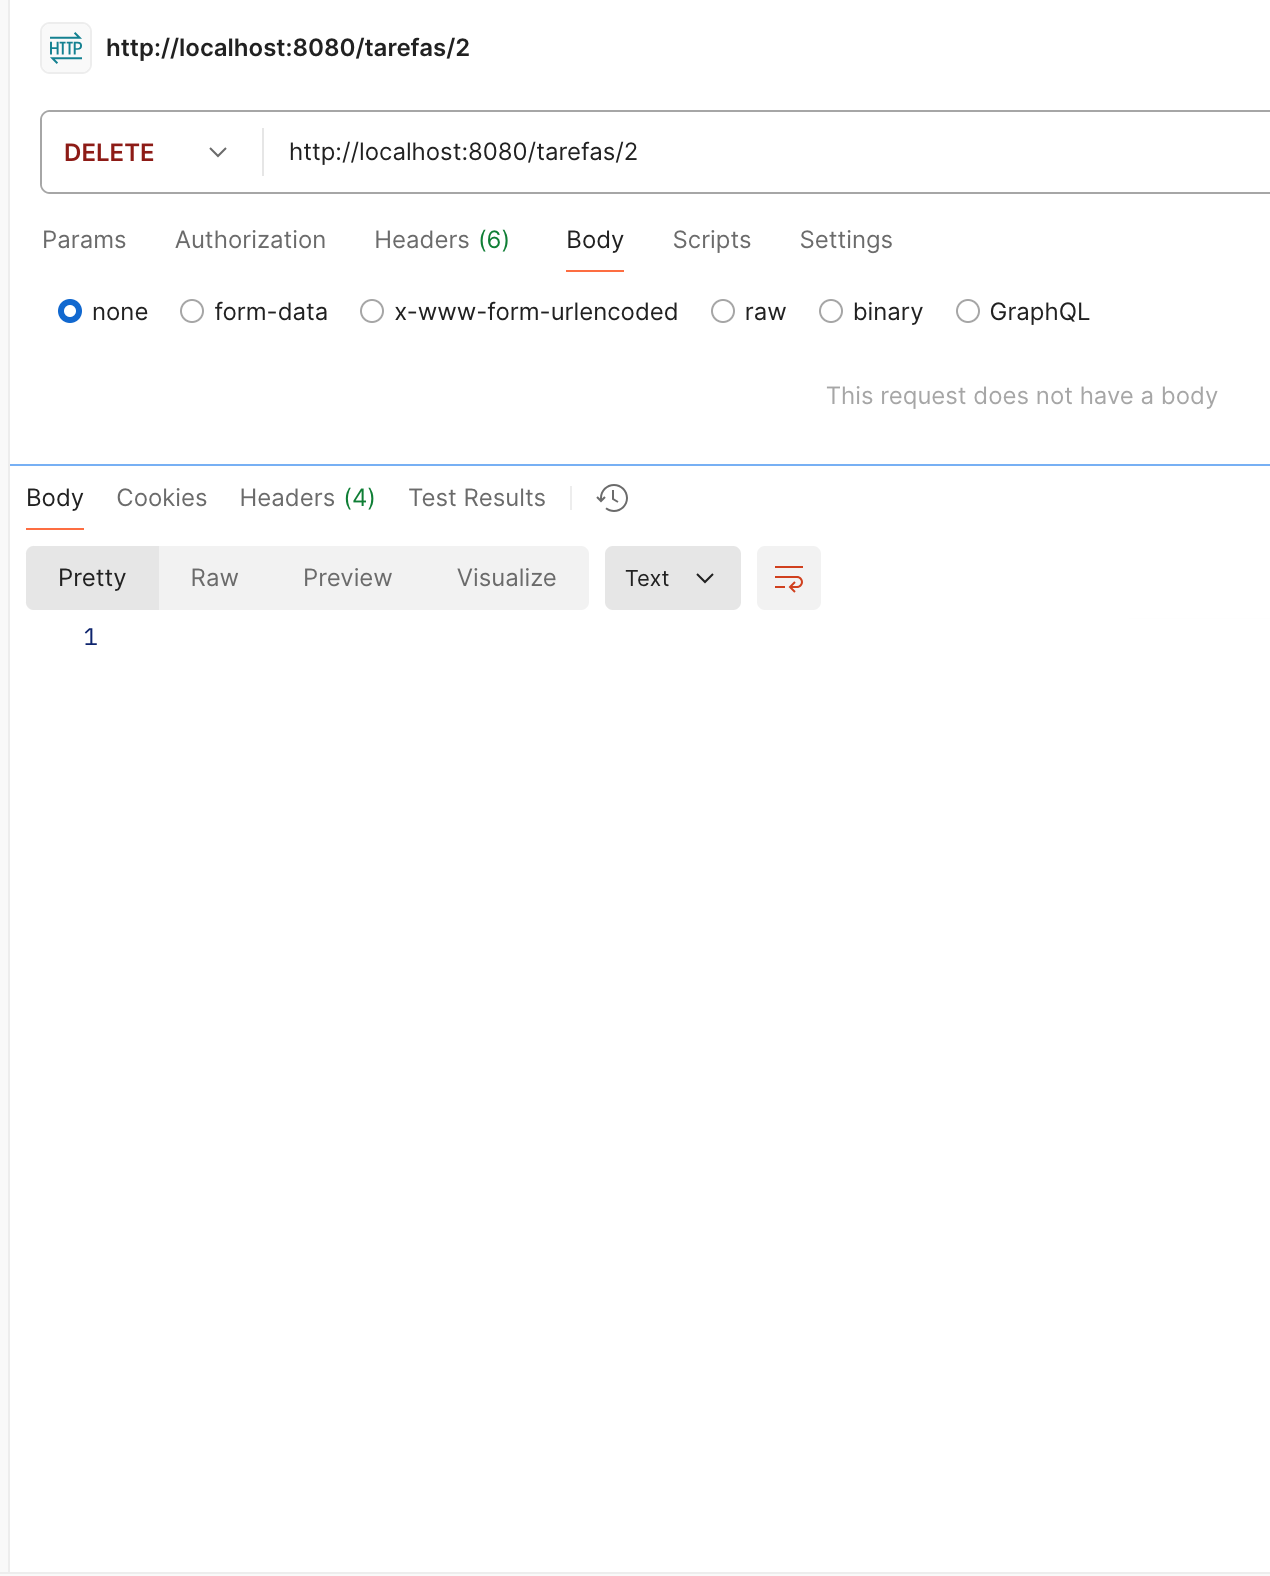 HTTP http://localhost:8080/tarefas/2
DELETE http://localhost:8080/tarefas/2
Params Authorization Headers (6) Body Scripts Settings
none form-data x-www-form-urlencoded raw binary GraphQL
This request does not have a body
Body Cookies Headers (4) Test Results
Pretty Raw Preview Visualize Text
1